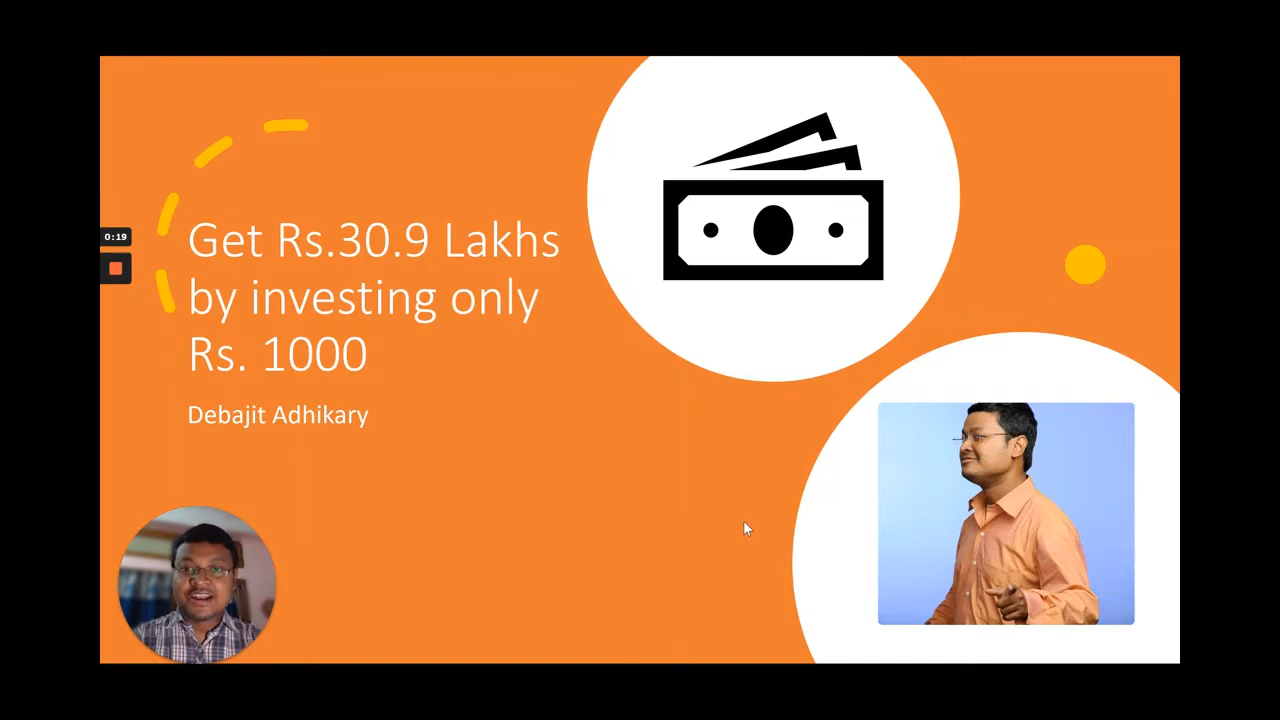 0:19
Get Rs.30.9 Lakhs
by investing only
Rs. 1000
Debajit Adhikary